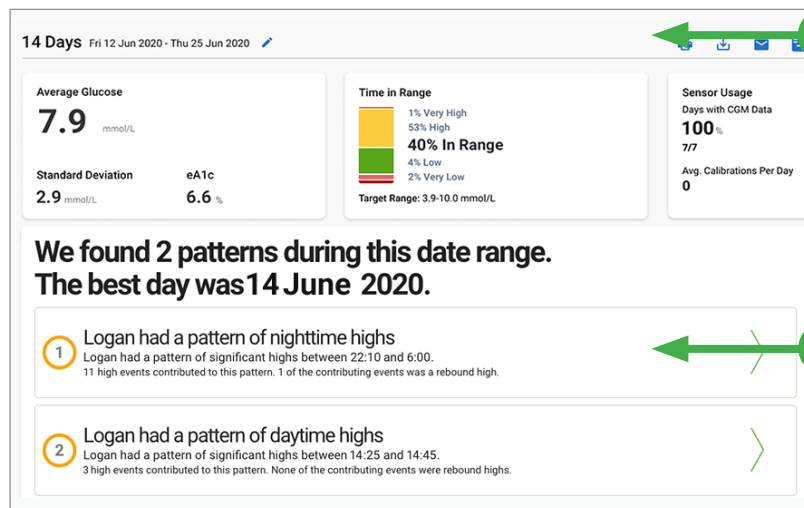 14 Days Fri 12 Jun 2020 - Thu 25 Jun 2020
Average Glucose
7.9 mmol/L
Standard Deviation
2.9 mmol/L
eA1c
6.6 %
Time in Range
1% Very High
53% High
40% In Range
4% Low
2% Very Low
Target Range: 3.9-10.0 mmol/L
Sensor Usage
Days with CGM Data
100 %
7/7
Avg. Calibrations Per Day
0
We found 2 patterns during this date range.
The best day was 14 June 2020.
1
Logan had a pattern of nighttime highs
Logan had a pattern of significant highs between 22:10 and 6:00.
11 high events contributed to this pattern. 1 of the contributing events was a rebound high.
2
Logan had a pattern of daytime highs
Logan had a pattern of significant highs between 14:25 and 14:45.
3 high events contributed to this pattern. None of the contributing events were rebound highs.